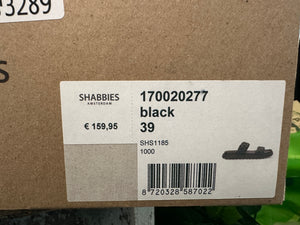 3289
s
SHABBIES
AMSTERDAM
€ 159,95
170020277
black
39
SHS1185
1000
8 720328 587022